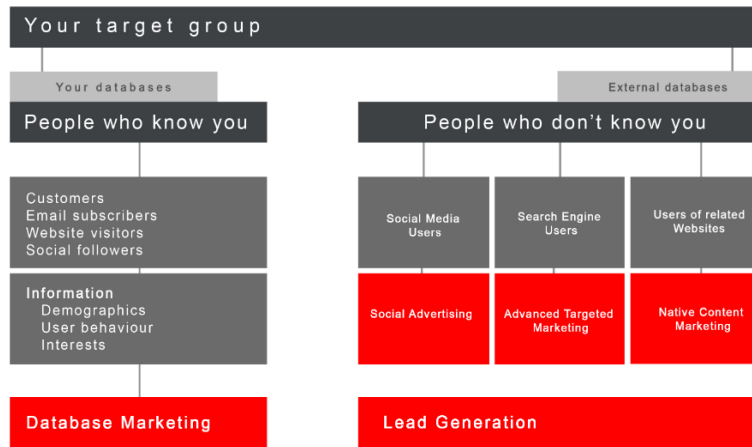 Your target group
Your databases
People who know you
Customers
Email subscribers
Website visitors
Social followers
Information
Demographics
User behaviour
Interests
Database Marketing
External databases
People who don't know you
Social Media
Users
Search Engine
Users
Users of related
Websites
Social Advertising
Advanced Targeted
Marketing
Native Content
Marketing
Lead Generation